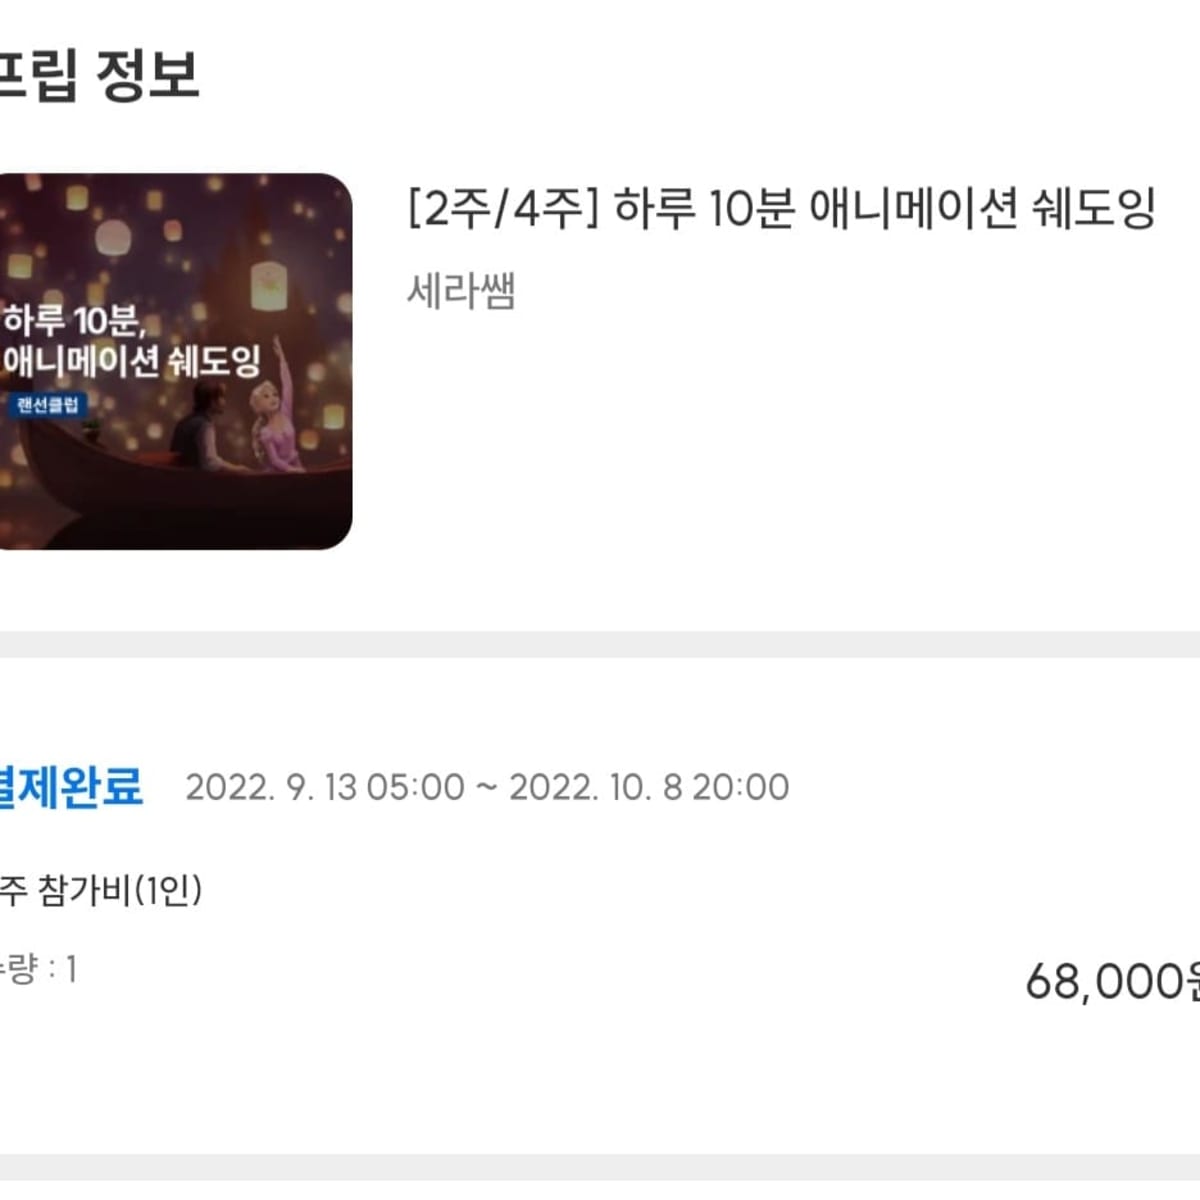 프립 정보
[2주/4주] 하루 10분 애니메이션 쉐도잉
세라쌤
하루 10분,
애니메이션 쉐도잉
랜선클럽
결제완료 2022. 9. 13 05:00 ~ 2022. 10. 8 20:00
주 참가비(1인)
수량 : 1
68,000원